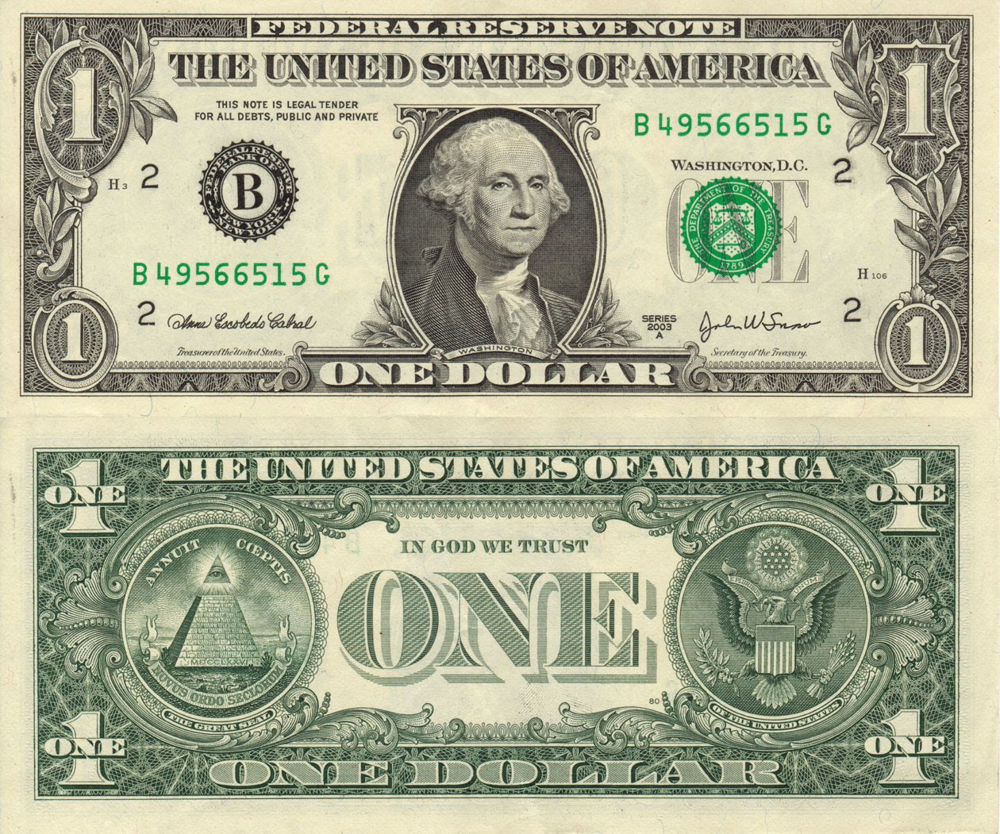 FEDERAL RESERVE NOTE
THE UNITED STATES OF AMERICA
1
1
THIS NOTE IS LEGAL TENDER
FOR ALL DEBTS, PUBLIC AND PRIVATE
B 49566515 G
H 3
2
FEDERAL RESERVE
BANK OF
B
NEW YORK
NEW YORK
WASHINGTON, D.C.
2
ONE
THE DEPARTMENT OF THE TREASURY
1789
B 49566515 G
H 106
2
Anna Escobedo Cabral
Treasurer of the United States.
SERIES
2003
A
John W Snow
Secretary of the Treasury.
2
1
1
WASHINGTON
ONE DOLLAR
THE UNITED STATES OF AMERICA
1
ONE
1
ONE
ANNUIT CŒPTIS
IN GOD WE TRUST
ONE
MDCCLXXVI
NOVUS ORDO SECLORUM
THE GREAT SEAL
80
OF THE UNITED STATES
1
ONE
1
ONE
ONE DOLLAR